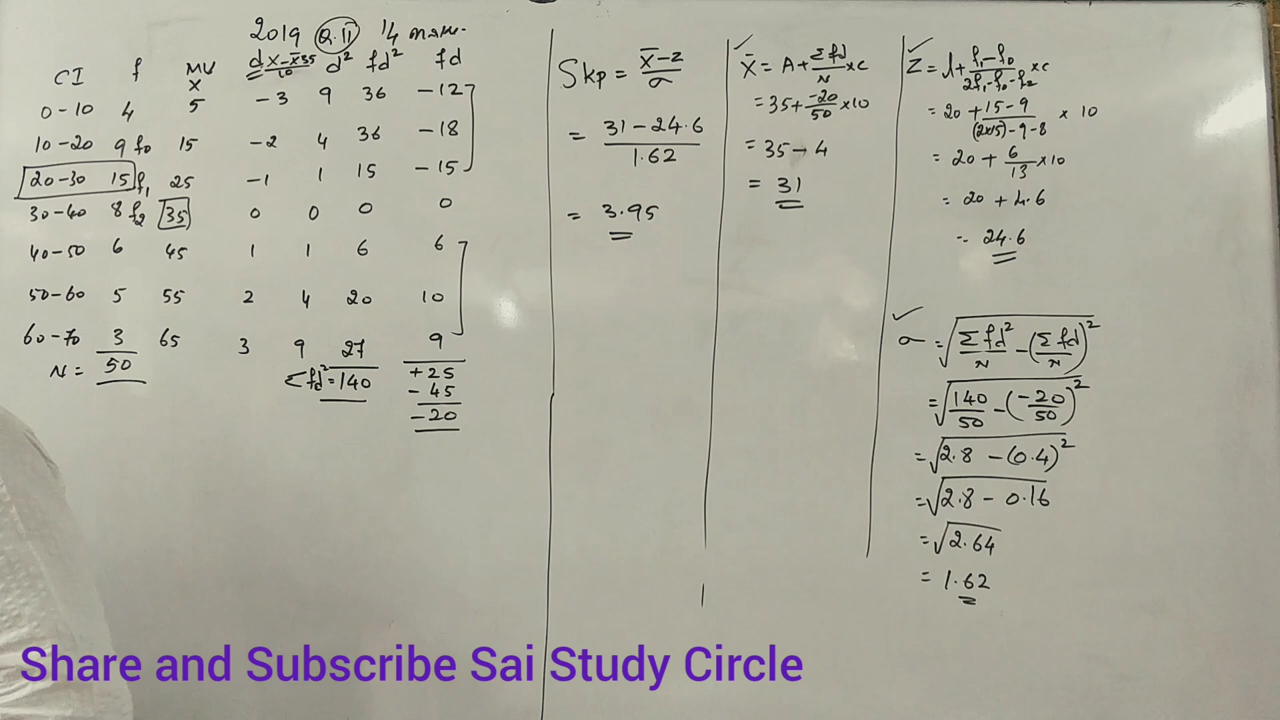 2019 Q.II 14 marks.
CI f MV X d X-X̄35/10 d² fd² fd
0-10 4 5 -3 9 36 -12
10-20 9 f₀ 15 -2 4 36 -18
20-30 15 f₁ 25 -1 1 15 -15
30-40 8 f₂ 35 0 0 0 0
40-50 6 45 1 1 6 6
50-60 5 55 2 4 20 10
60-70 3 65 3 9 27 9
N = 50 Σfd² = 140 +25
-45
-20
Skp = x̄-z/σ
= 31-24.6/1.62
= 3.95
x̄ = A + Σfd/N × c
= 35 + -20/50 × 10
= 35 - 4
= 31
Z = l + f₁-f₀/2f₁-f₀-f₂ × c
= 20 + 15-9/(2×15)-9-8 × 10
= 20 + 6/13 × 10
= 20 + 4.6
= 24.6
σ = √Σfd²/N - (Σfd/N)²
= √140/50 - (-20/50)²
= √2.8 - (0.4)²
= √2.8 - 0.16
= √2.64
= 1.62
Share and Subscribe Sai Study Circle